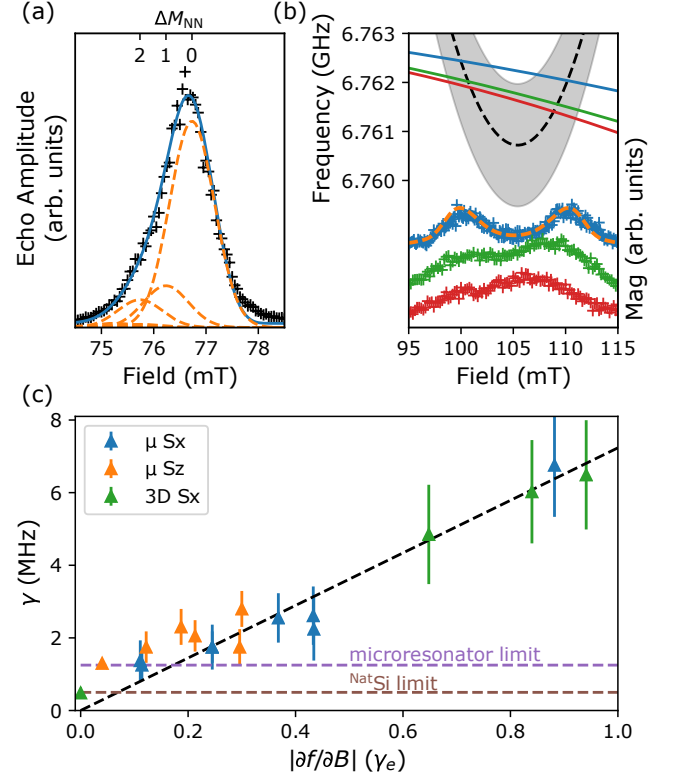 (a)
ΔM_NN
2 1 0
Echo Amplitude
(arb. units)
75 76 77 78
Field (mT)
(b)
Frequency (GHz)
6.763
6.762
6.761
6.760
Mag (arb. units)
95 100 105 110 115
Field (mT)
(c)
γ (MHz)
8
6
4
2
0
μ Sx
μ Sz
3D Sx
microresonator limit
^NatSi limit
0.0 0.2 0.4 0.6 0.8 1.0
|∂f/∂B| (γ_e)